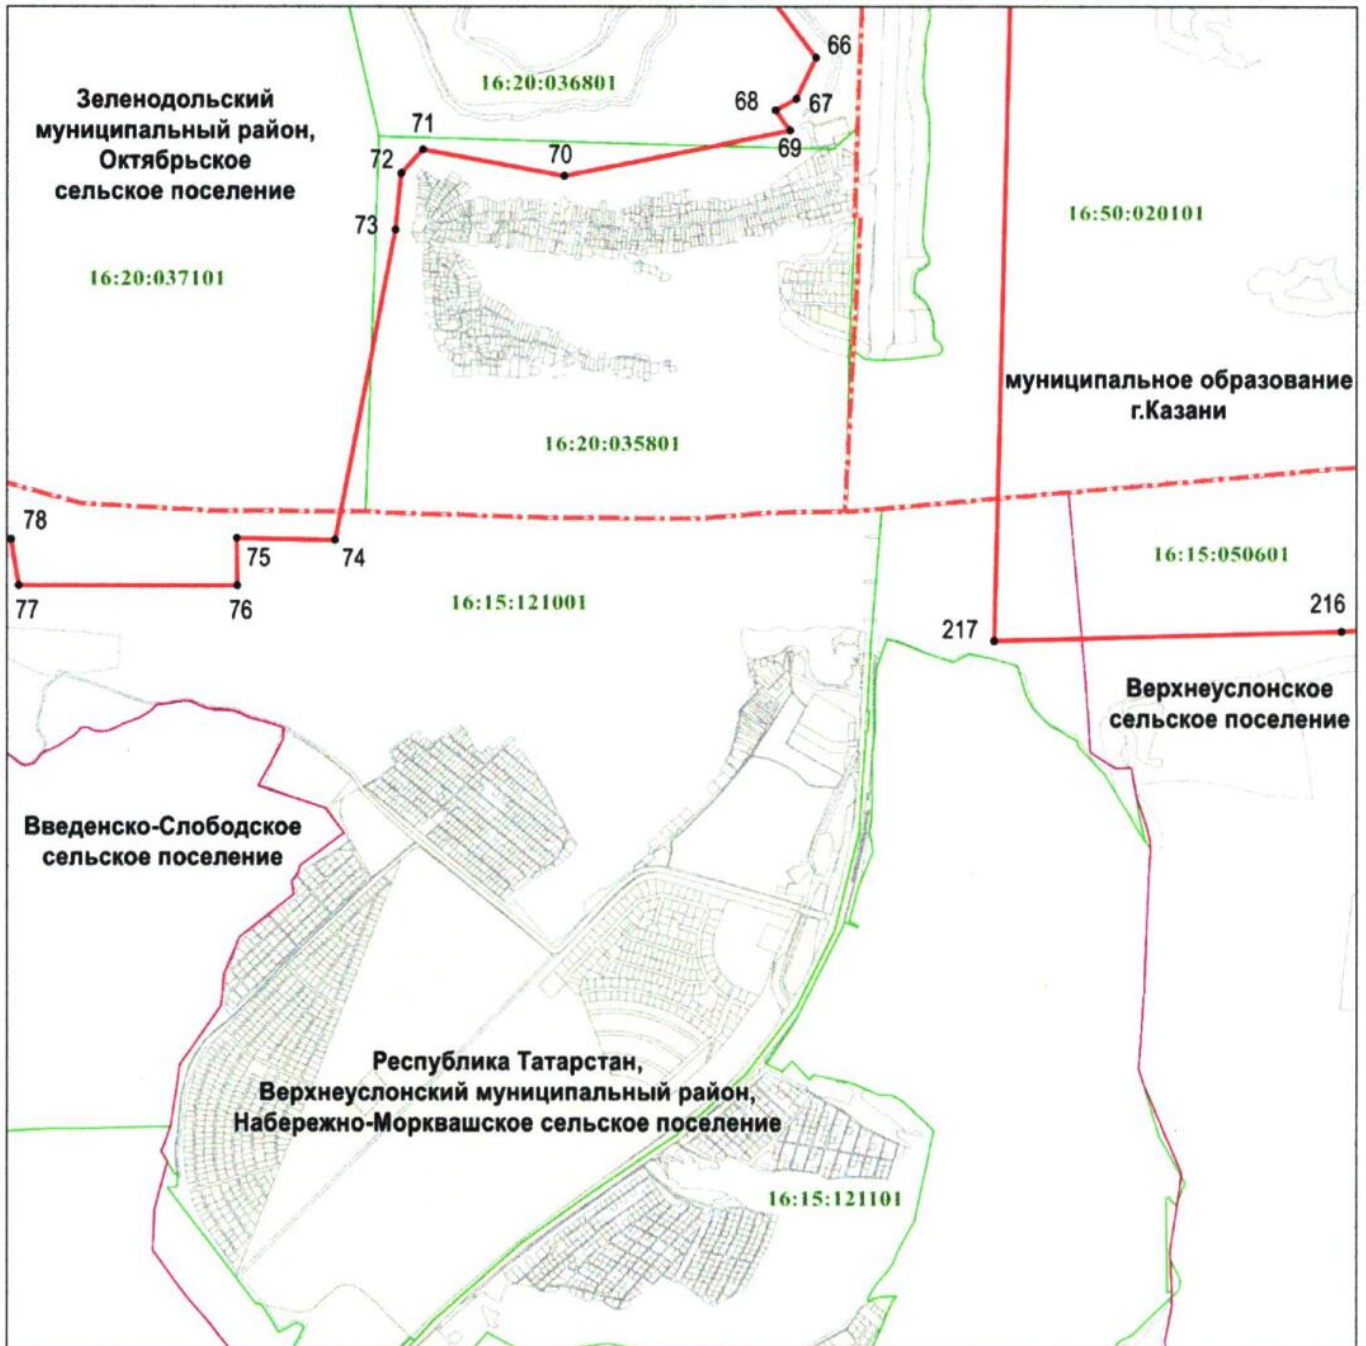 66
16:20:036801
Зеленодольский
муниципальный район,
Октябрьское
сельское поселение
68
67
71
69
70
72
73
16:50:020101
16:20:037101
муниципальное образование
г.Казани
16:20:035801
78
75
74
16:15:050601
77
76
16:15:121001
216
217
Верхнеуслонское
сельское поселение
Введенско-Слободское
сельское поселение
Республика Татарстан,
Верхнеуслонский муниципальный район,
Набережно-Морквашское сельское поселение
16:15:121101